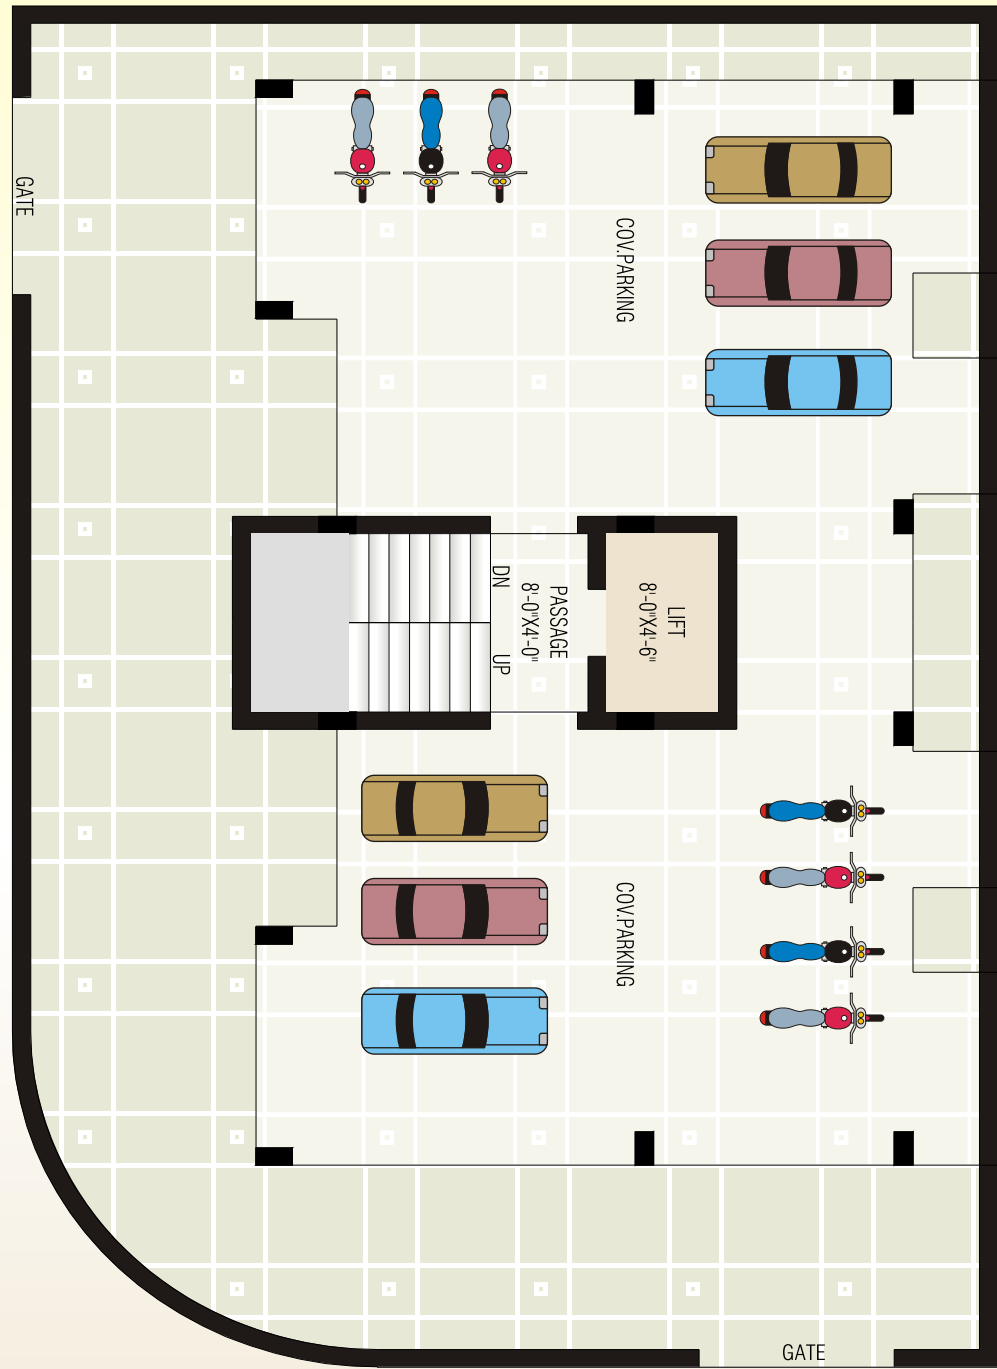 GATE
COV.PARKING
DN
UP
PASSAGE
8'-0"X4'-0"
LIFT
8'-0"X4'-6"
COV.PARKING
GATE